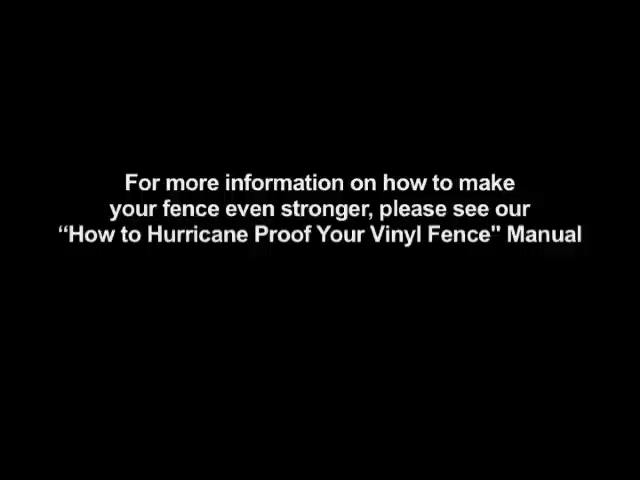 For more information on how to make
your fence even stronger, please see our
“How to Hurricane Proof Your Vinyl Fence" Manual